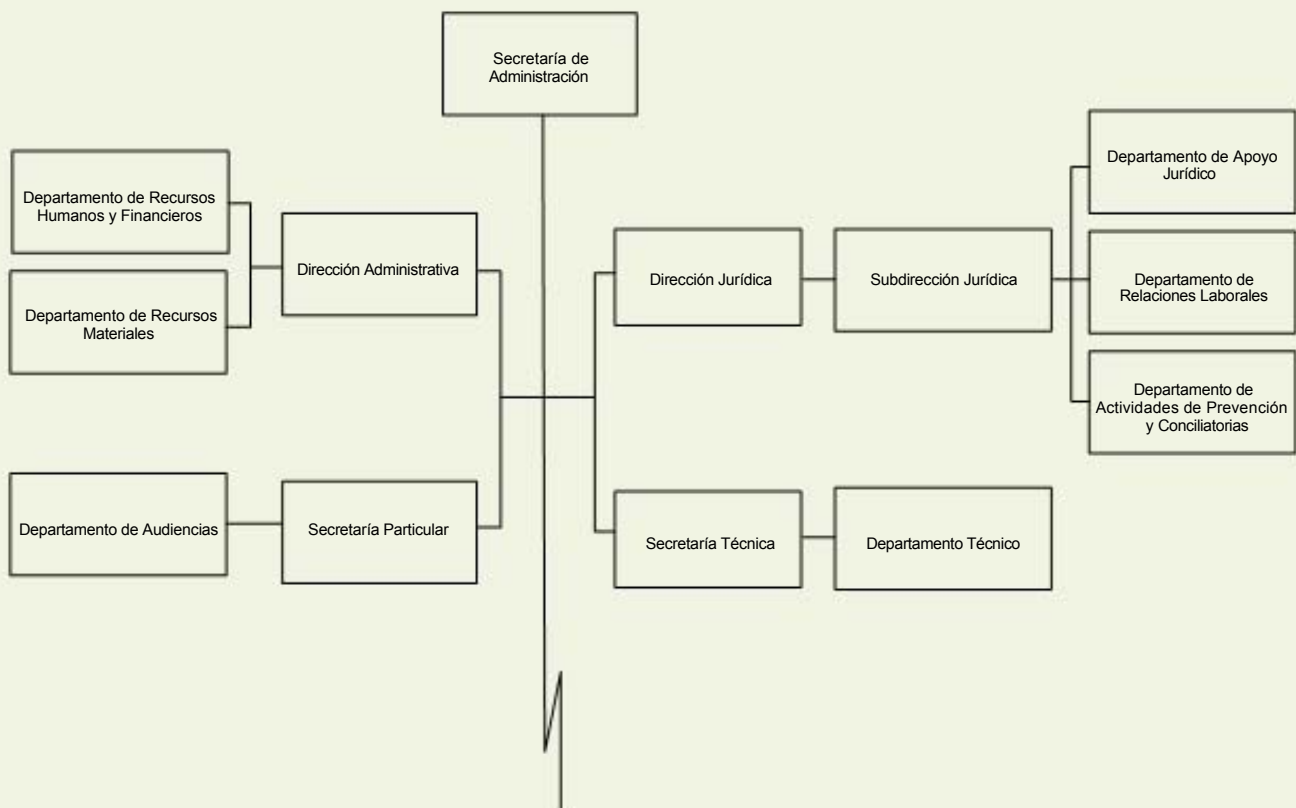 Secretaría de
Administración
Departamento de Recursos
Humanos y Financieros
Dirección Administrativa
Departamento de Recursos
Materiales
Departamento de Audiencias
Secretaría Particular
Dirección Jurídica
Subdirección Jurídica
Departamento de Apoyo
Jurídico
Departamento de
Relaciones Laborales
Departamento de
Actividades de Prevención
y Conciliatorias
Secretaría Técnica
Departamento Técnico